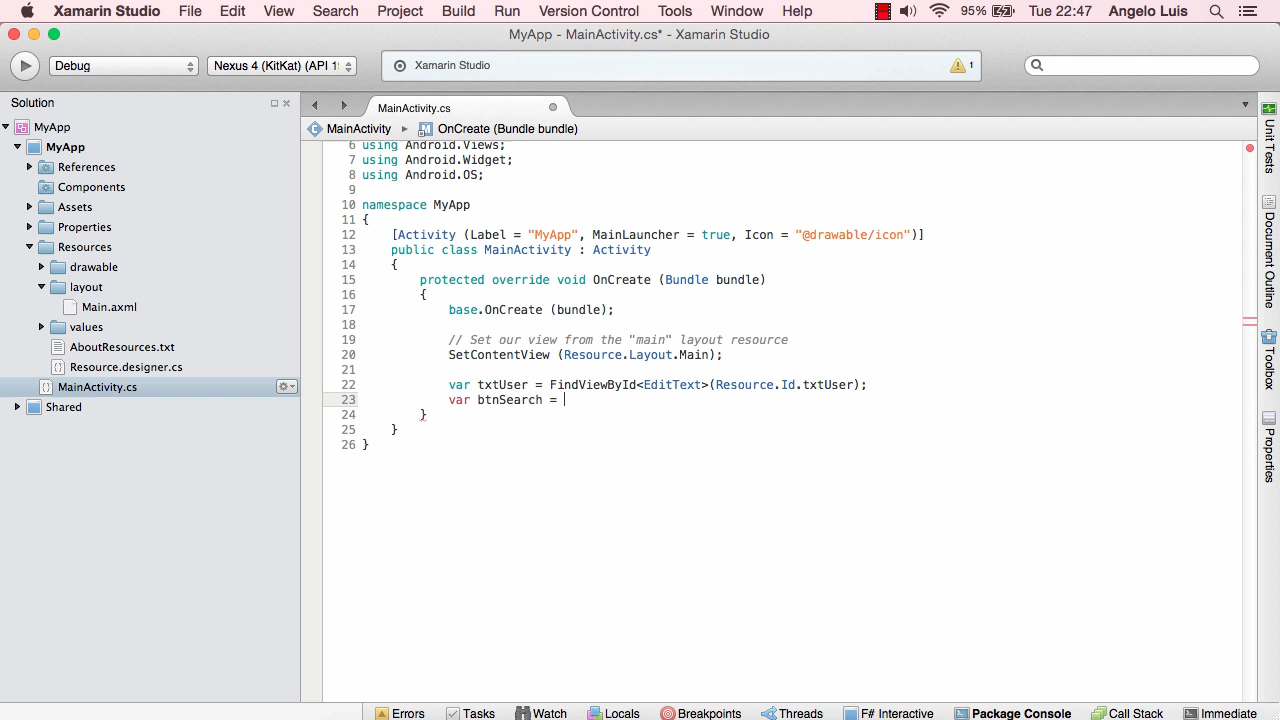 Xamarin Studio File Edit View Search Project Build Run Version Control Tools Window Help 95% Tue 22:47 Angelo Luis
MyApp - MainActivity.cs* - Xamarin Studio
Debug Nexus 4 (KitKat) (API 1 Xamarin Studio 1
Solution
MyApp
MyApp
References
Components
Assets
Properties
Resources
drawable
layout
Main.axml
values
AboutResources.txt
Resource.designer.cs
MainActivity.cs
Shared
MainActivity.cs
MainActivity OnCreate (Bundle bundle)
6 using Android.Views;
7 using Android.Widget;
8 using Android.OS;
9
10 namespace MyApp
11 {
12 [Activity (Label = "MyApp", MainLauncher = true, Icon = "@drawable/icon")]
13 public class MainActivity : Activity
14 {
15 protected override void OnCreate (Bundle bundle)
16 {
17 base.OnCreate (bundle);
18
19 // Set our view from the "main" layout resource
20 SetContentView (Resource.Layout.Main);
21
22 var txtUser = FindViewById<EditText>(Resource.Id.txtUser);
23 var btnSearch =
24 }
25 }
26 }
Unit Tests
Document Outline
Toolbox
Properties
Errors Tasks Watch Locals Breakpoints Threads F# Interactive Package Console Call Stack Immediate